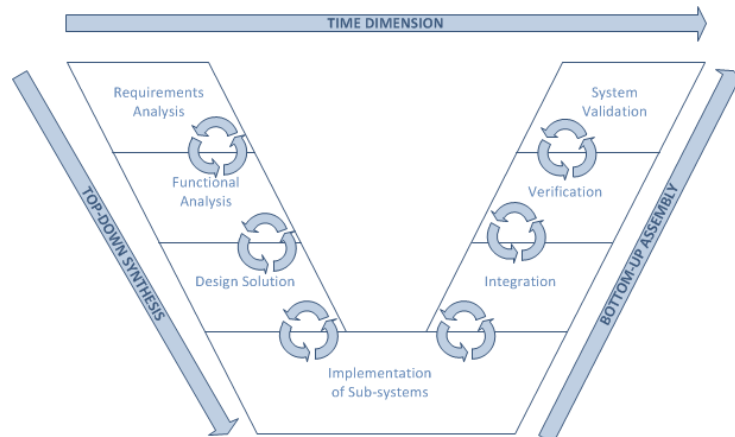 TIME DIMENSION
Requirements
Analysis
System
Validation
Functional
Analysis
Verification
TOP-DOWN SYNTHESIS
BOTTOM-UP ASSEMBLY
Design Solution
Integration
Implementation
of Sub-systems